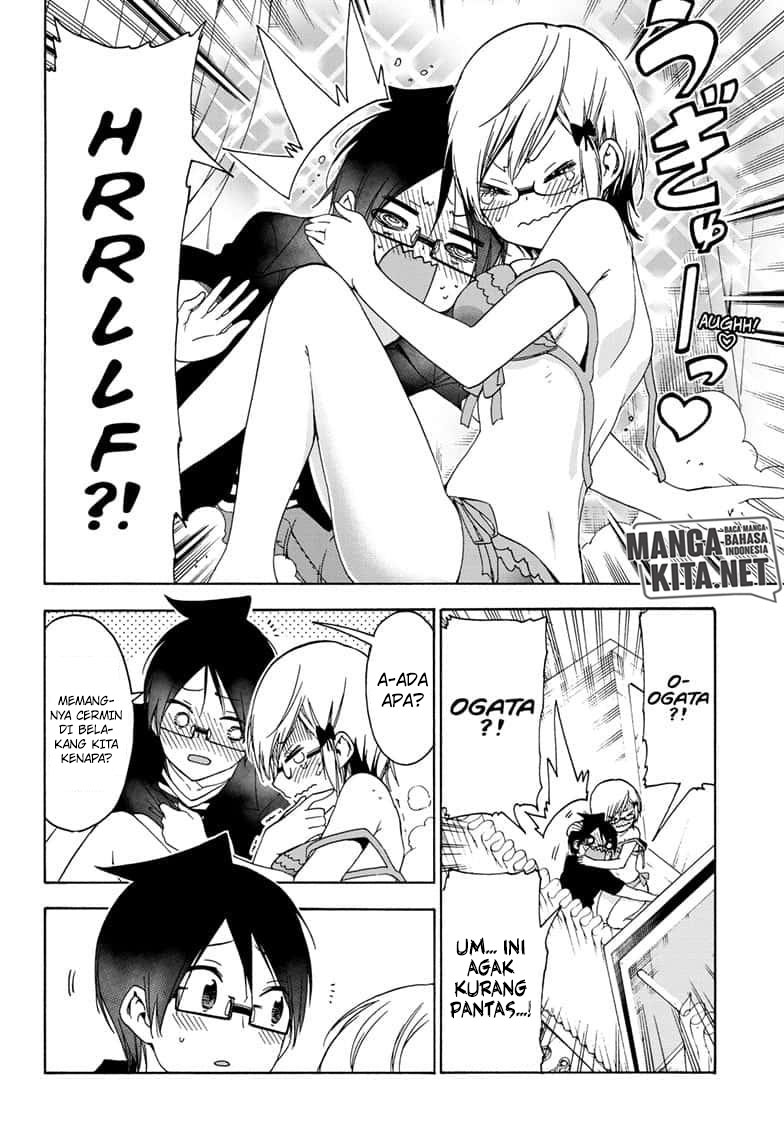 うぎゅーっ♡
AUGHH!
♡
HRRLLF?!
MANGA
KITA.NET
BACA MANGA
BAHASA
INDONESIA
O-
OGATA
?!
OGATA
?!
UM... INI
AGAK
KURANG
PANTAS...!
A-ADA
APA?
MEMANG-
NYA CERMIN
DI BELA-
KANG KITA
KENAPA?